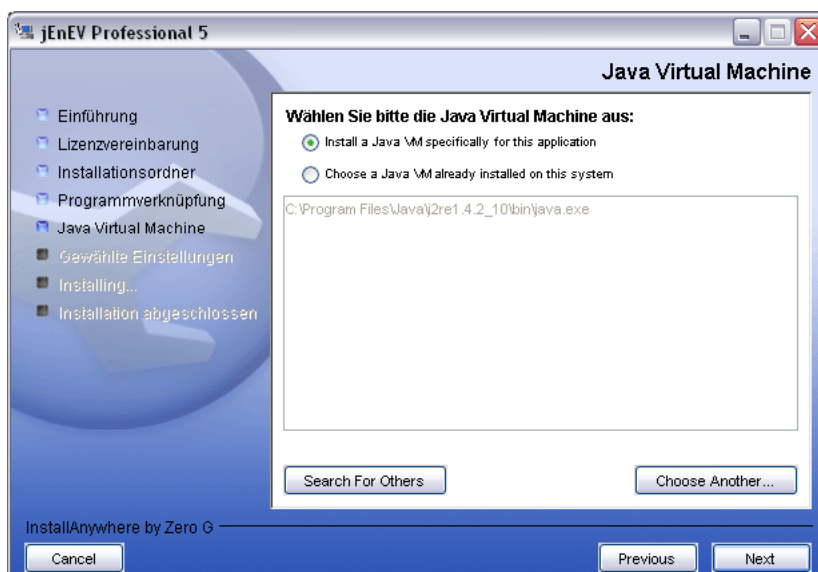 jEnEV Professional 5
Java Virtual Machine
Einführung
Lizenzvereinbarung
Installationsordner
Programmverknüpfung
Java Virtual Machine
Gewählte Einstellungen
Installing...
Installation abgeschlossen
Wählen Sie bitte die Java Virtual Machine aus:
Install a Java VM specifically for this application
Choose a Java VM already installed on this system
C:\Program Files\Java\j2re1.4.2_10\bin\java.exe
Search For Others
Choose Another...
InstallAnywhere by Zero G
Cancel
Previous
Next